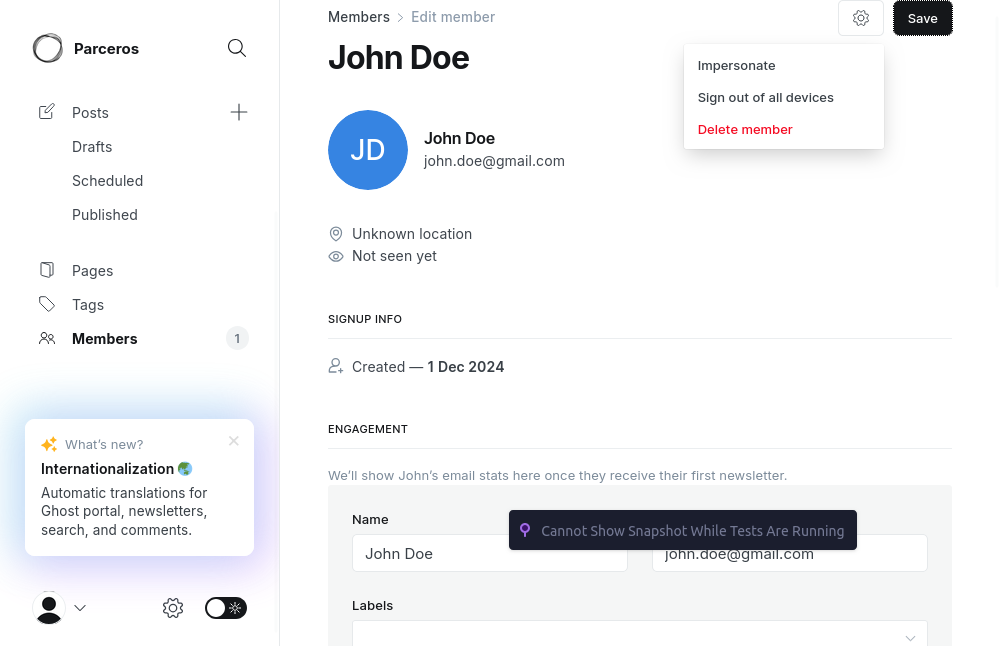 Parceros
Posts
Drafts
Scheduled
Published
Pages
Tags
Members
1
What's new?
Internationalization
Automatic translations for
Ghost portal, newsletters,
search, and comments.
Members
Edit member
Save
John Doe
Impersonate
Sign out of all devices
Delete member
JD
John Doe
john.doe@gmail.com
Unknown location
Not seen yet
SIGNUP INFO
Created — 1 Dec 2024
ENGAGEMENT
We'll show John's email stats here once they receive their first newsletter.
Name
Cannot Show Snapshot While Tests Are Running
John Doe
john.doe@gmail.com
Labels